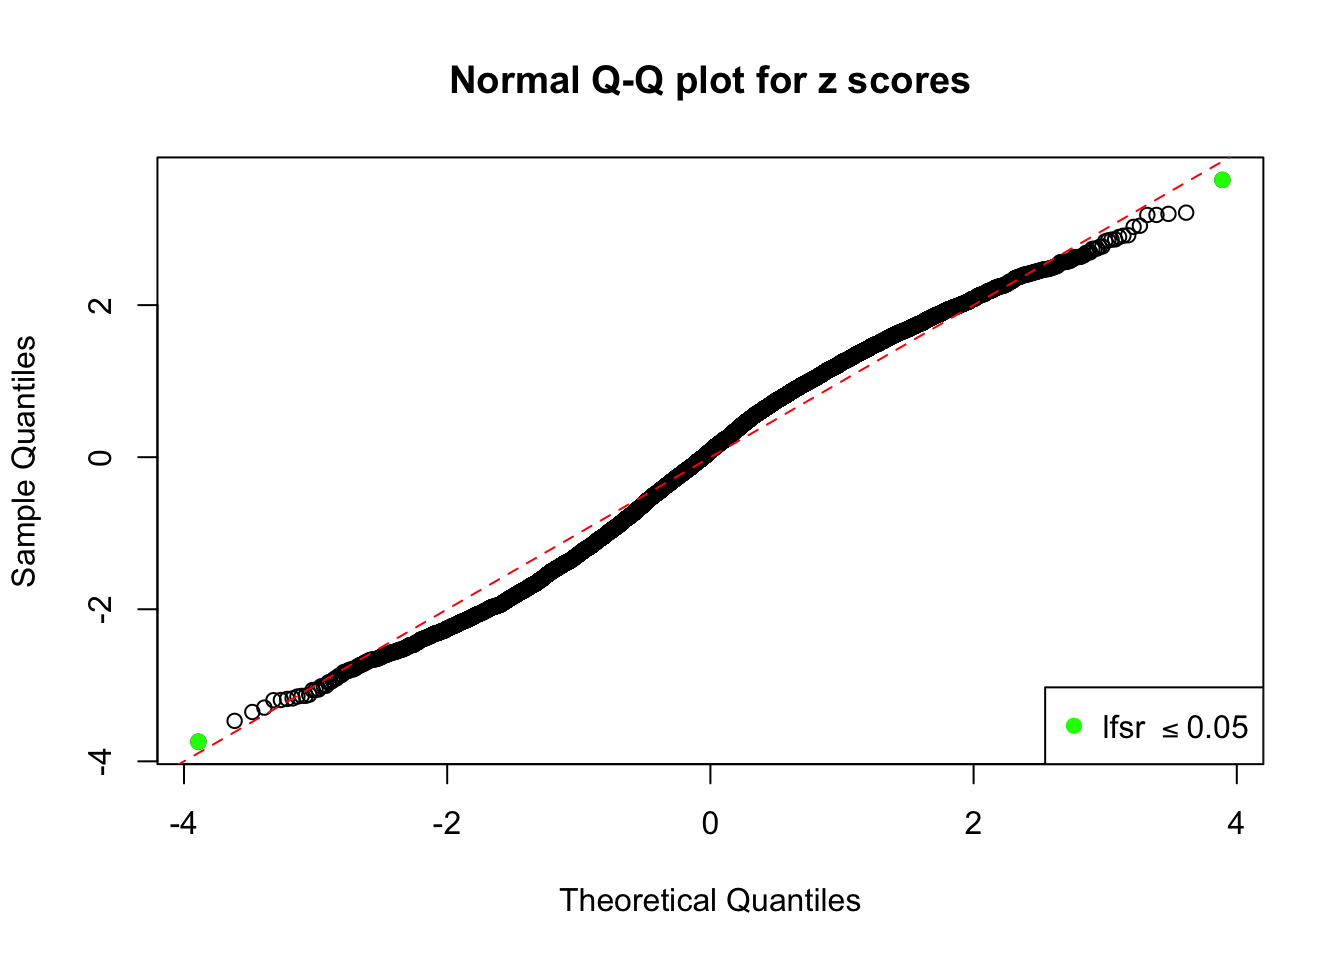 Normal Q-Q plot for z scores
Sample Quantiles
2
0
-2
-4
lfsr ≤ 0.05
-4 -2 0 2 4
Theoretical Quantiles